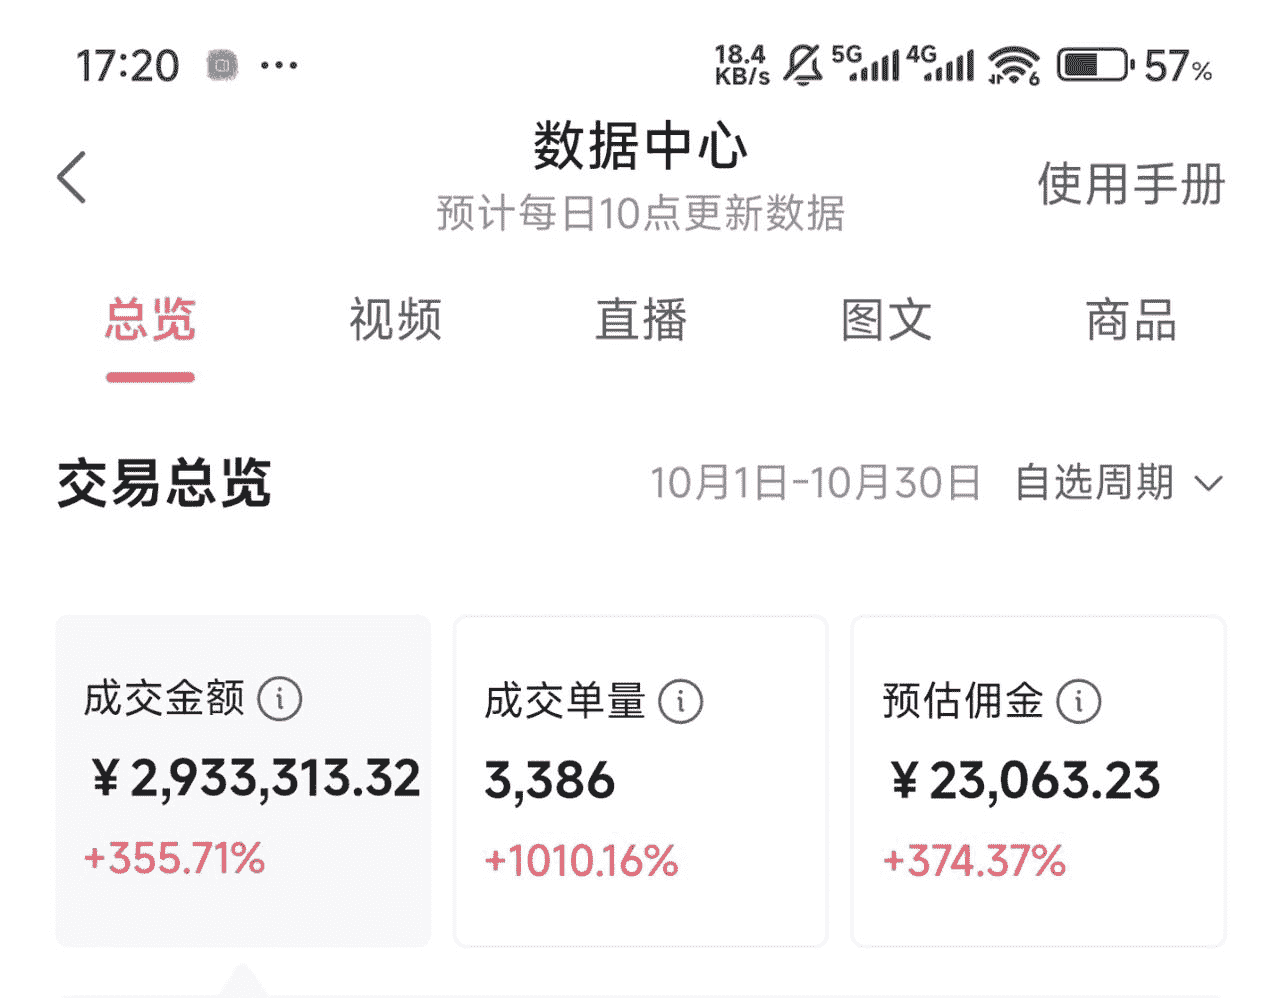 17:20 ··· 18.4 KB/s 5G 4G 6 57%
数据中心
预计每日10点更新数据
使用手册
总览 视频 直播 图文 商品
交易总览 10月1日-10月30日 自选周期
成交金额 成交单量 预估佣金
¥2,933,313.32 3,386 ¥23,063.23
+355.71% +1010.16% +374.37%